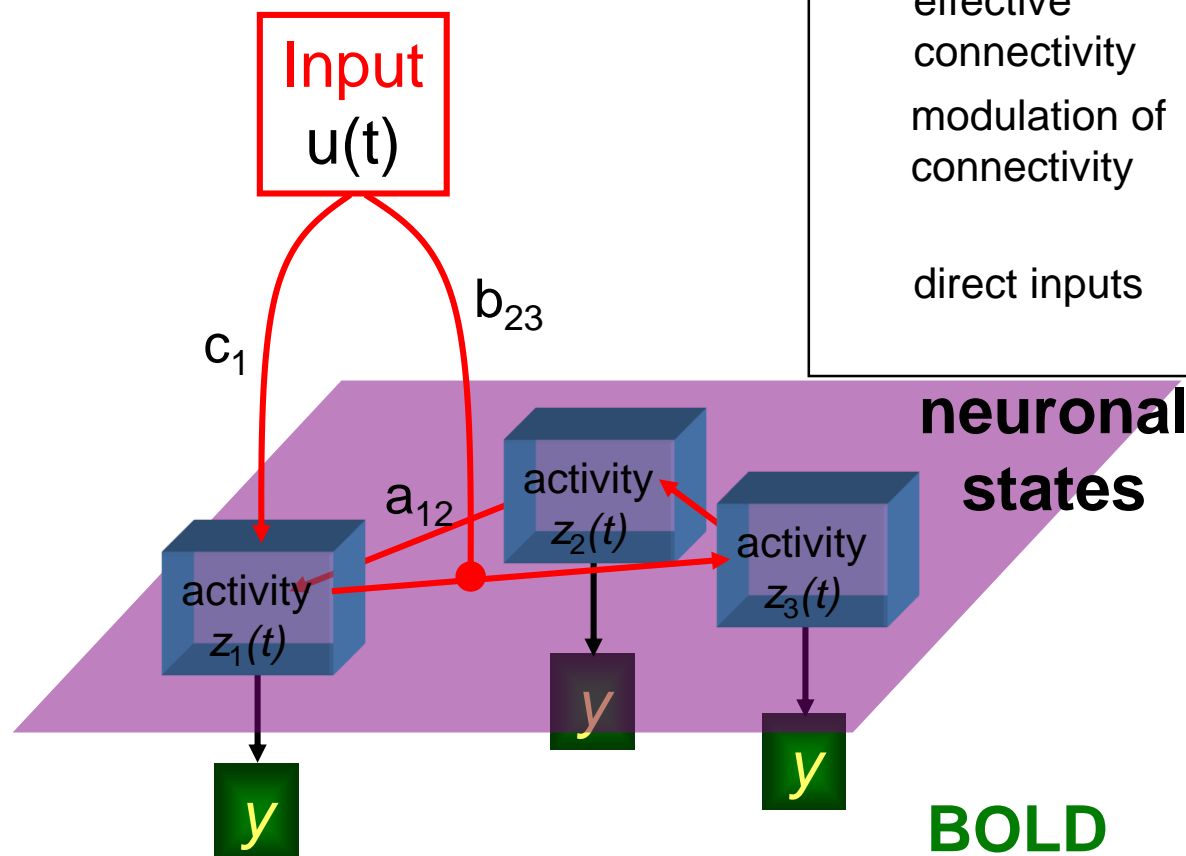 effective
connectivity
modulation of
connectivity
direct inputs
Input
u(t)
c₁
b₂₃
neuronal
states
a₁₂
activity
z₂(t)
activity
z₃(t)
activity
z₁(t)
y
y
y
BOLD